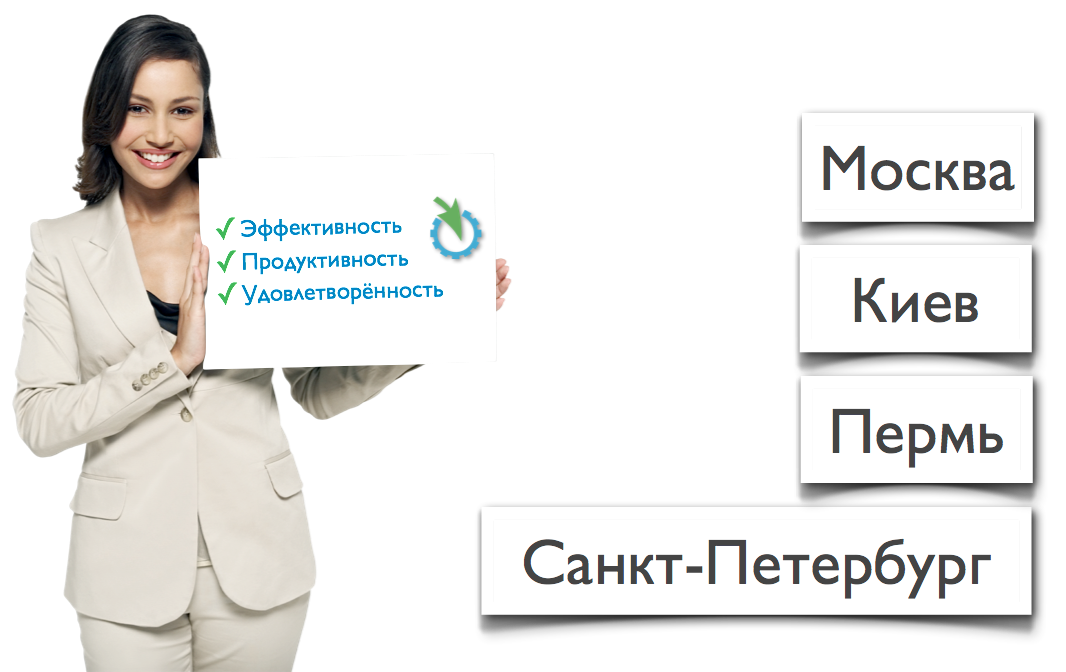 Эффективность
Продуктивность
Удовлетворённость
Москва
Киев
Пермь
Санкт-Петербург